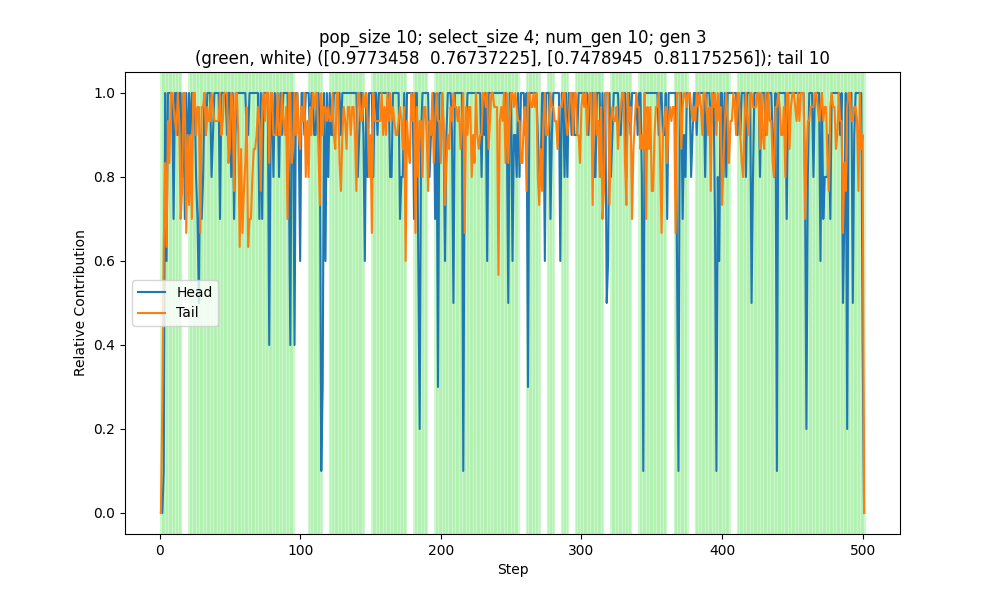 pop_size 10; select_size 4; num_gen 10; gen 3
(green, white) ([0.9773458  0.76737225], [0.7478945  0.81175256]); tail 10
1.0
0.8
0.6
0.4
0.2
0.0
Relative Contribution
Head
Tail
0
100
200
300
400
500
Step